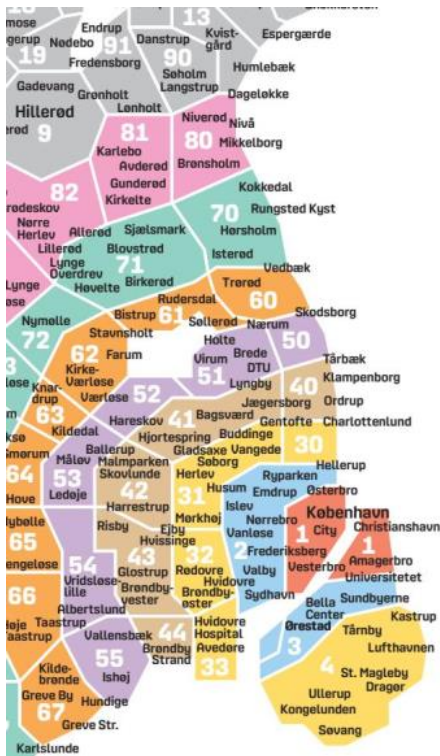 13
Endrup
Danstrup
Kvist-
gård
Espergærde
Nødebo
91
19
Fredensborg
90
Søholm
Langstrup
Humlebæk
Gadevang
Grønholt
Dageløkke
Hillerød
Lønholt
9
81
Niverød
Nivå
80
Mikkelborg
Karlebo
Avderød
Brønsholm
Gunderød
Kirkelte
82
Kokkedal
70
Rungsted Kyst
Nørre
Herlev
Allerød
Sjælsmark
Hørsholm
Lillerød
Blovstrød
Isterød
Lynge
Overdrev
71
Høvelte
Birkerød
Vedbæk
Lynge
Trørød
Rudersdal
60
Bistrup
61
Skodsborg
Nymølle
Stavnsholt
Søllerød
Nærum
72
62
Farum
Holte
50
Kirke-
Værløse
Virum
Brede
Tårbæk
51
DTU
Klampenborg
Knar-
drup
Værløse
52
Lyngby
40
Jægersborg
Ordrup
63
Hareskov
41
Bagsværd
Gentofte
Charlottenlund
Kildedal
Hjortespring
Buddinge
30
Ballerup
Gladsaxe
Vangede
Måløv
Malmparken
Søborg
Hellerup
64
53
Skovlunde
Herlev
Ryparken
Ledøje
42
31
Husum
Emdrup
Østerbro
Hove
Harrestrup
Islev
København
Mørkhøj
Nørrebro
1
City
Christianshavn
Risby
Ejby
Vanløse
65
Hvissinge
2
Frederiksberg
1
43
32
Vesterbro
Amagerbro
54
Glostrup
Rødovre
Valby
Universitetet
Vridsløse-
lille
Brøndby-
vester
Hvidovre
Brøndby-
øster
Sydhavn
Sundbyerne
66
Albertslund
Bella
Center
Kastrup
Taastrup
Hvidovre
Hospital
Ørestad
Tårnby
Taastrup
Vallensbæk
44
Avedøre
3
Lufthavnen
55
Brøndby
Strand
33
4
St. Magleby
Kilde-
brønde
Ishøj
Dragør
Greve By
Ullerup
67
Hundige
Kongelunden
Greve Str.
Søvang
Karlslunde